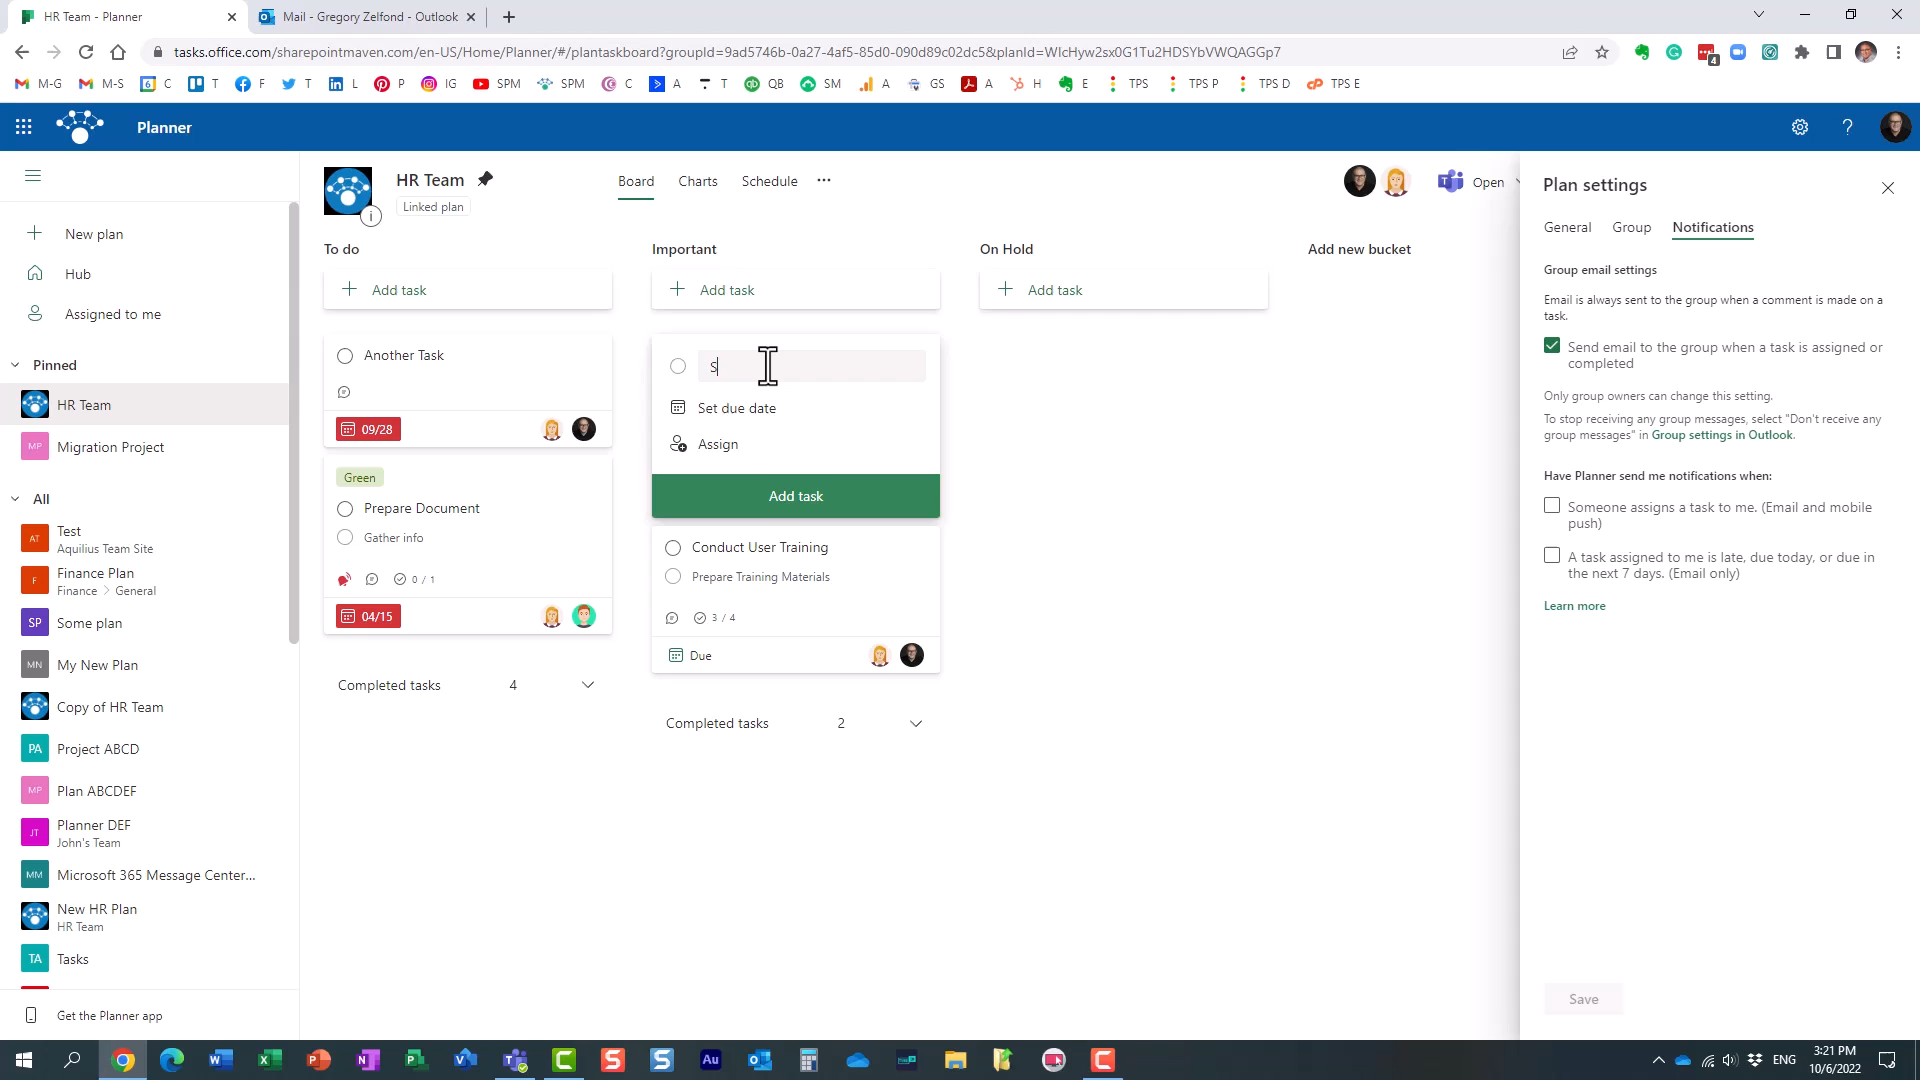 HR Team - Planner
Mail - Gregory Zelfond - Outlook
tasks.office.com/sharepointmaven.com/en-US/Home/Planner/#/plantaskboard?groupId=9ad5746b-0a27-4af5-85d0-090d89c02dc5&planId=WIcHyw2sx0G1Tu2HDSYbVWQAGGp7
4
M-G
M-S
6 C
T
F
T
L
P
IG
SPM
SPM
C
A
T
QB
SM
A
GS
A
H
E
TPS
TPS P
TPS D
TPS E
Planner
?
New plan
Hub
Assigned to me
Pinned
HR Team
MP Migration Project
All
AT Test
Aquilius Team Site
F Finance Plan
Finance > General
SP Some plan
MN My New Plan
Copy of HR Team
PA Project ABCD
MP Plan ABCDEF
JT Planner DEF
John's Team
MM Microsoft 365 Message Center...
New HR Plan
HR Team
TA Tasks
Get the Planner app
HR Team
Linked plan
Board
Charts
Schedule
Open
To do
Add task
Another Task
09/28
Green
Prepare Document
Gather info
0 / 1
04/15
Completed tasks 4
Important
Add task
S
Set due date
Assign
Add task
Conduct User Training
Prepare Training Materials
3 / 4
Due
Completed tasks 2
On Hold
Add task
Add new bucket
Plan settings
General
Group
Notifications
Group email settings
Email is always sent to the group when a comment is made on a
task.
Send email to the group when a task is assigned or
completed
Only group owners can change this setting.
To stop receiving any group messages, select "Don't receive any
group messages" in Group settings in Outlook.
Have Planner send me notifications when:
Someone assigns a task to me. (Email and mobile
push)
A task assigned to me is late, due today, or due in
the next 7 days. (Email only)
Learn more
Save
Au
ENG
3:21 PM
10/6/2022